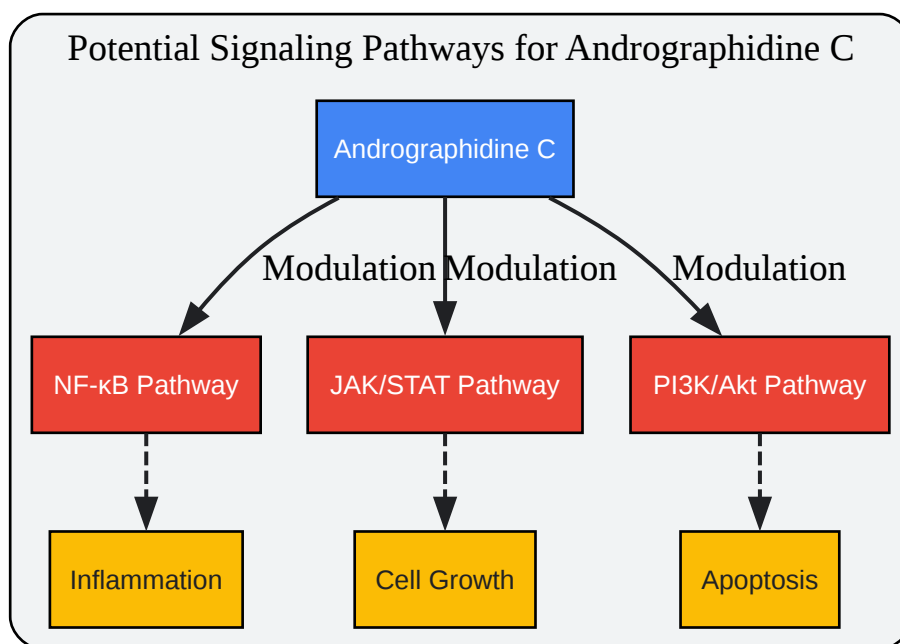 Potential Signaling Pathways for Andrographidine C
Andrographidine C
Modulation Modulation Modulation
NF-κB Pathway JAK/STAT Pathway PI3K/Akt Pathway
Inflammation Cell Growth Apoptosis